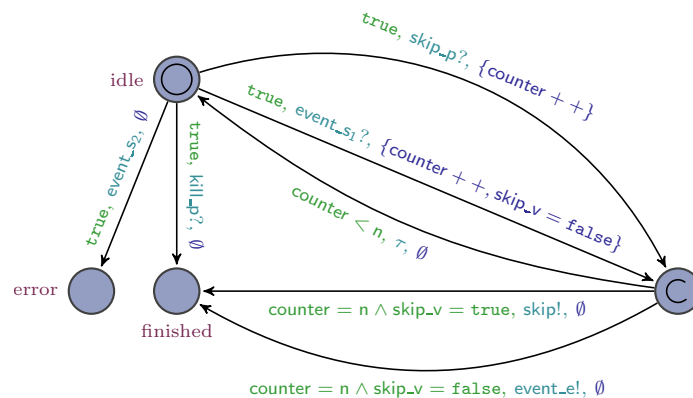 true, skip_p?, {counter + +}
idle
true, event_s₁?, {counter + +, skip_v = false}
true, event_s₂, ∅
true, kill_p?, ∅
counter < n, τ, ∅
error
C
counter = n ∧ skip_v = true, skip!, ∅
finished
counter = n ∧ skip_v = false, event_e!, ∅